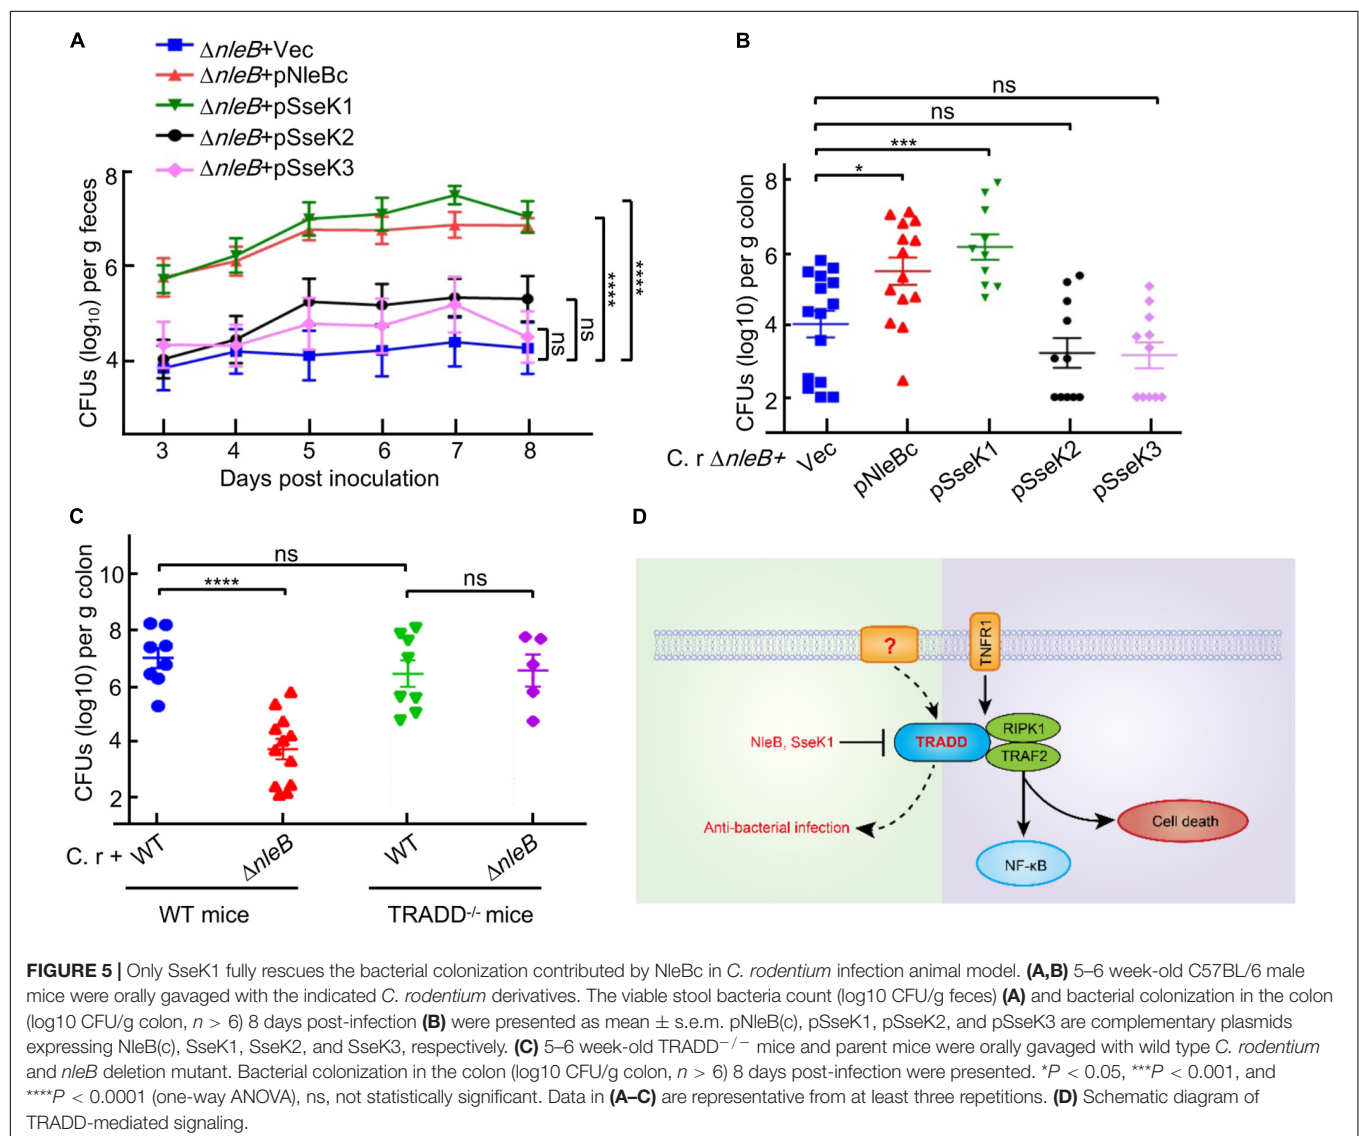 A
ΔnleB+Vec
ΔnleB+pNleBc
ΔnleB+pSseK1
ΔnleB+pSseK2
ΔnleB+pSseK3
CFUs (log10) per g feces
8
6
4
3 4 5 6 7 8
Days post inoculation
ns
ns
****
****
B
ns
ns
***
*
CFUs (log10) per g colon
8
6
4
2
C. r ΔnleB+
Vec
pNleBc
pSseK1
pSseK2
pSseK3
C
ns
****
ns
CFUs (log10) per g colon
10
8
6
4
2
C. r +
WT
ΔnleB
WT
ΔnleB
WT mice
TRADD-/- mice
D
?
TNFR1
NleB, SseK1
TRADD
RIPK1
TRAF2
Anti-bacterial infection
Cell death
NF-κB
FIGURE 5 | Only SseK1 fully rescues the bacterial colonization contributed by NleBc in C. rodentium infection animal model. (A,B) 5–6 week-old C57BL/6 male
mice were orally gavaged with the indicated C. rodentium derivatives. The viable stool bacteria count (log10 CFU/g feces) (A) and bacterial colonization in the colon
(log10 CFU/g colon, n > 6) 8 days post-infection (B) were presented as mean ± s.e.m. pNleB(c), pSseK1, pSseK2, and pSseK3 are complementary plasmids
expressing NleB(c), SseK1, SseK2, and SseK3, respectively. (C) 5–6 week-old TRADD−/− mice and parent mice were orally gavaged with wild type C. rodentium
and nleB deletion mutant. Bacterial colonization in the colon (log10 CFU/g colon, n > 6) 8 days post-infection were presented. *P < 0.05, ***P < 0.001, and
****P < 0.0001 (one-way ANOVA), ns, not statistically significant. Data in (A–C) are representative from at least three repetitions. (D) Schematic diagram of
TRADD-mediated signaling.